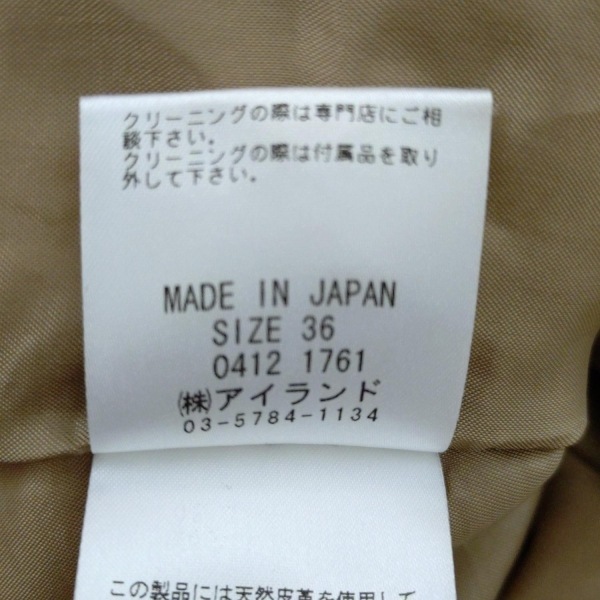 クリーニングの際は専門店にご相
談下さい。
クリーニングの際は付属品を取り
外して下さい。
MADE IN JAPAN
SIZE 36
0412 1761
(株)アイランド
03-5784-1134
この製品には天然皮革を使用して